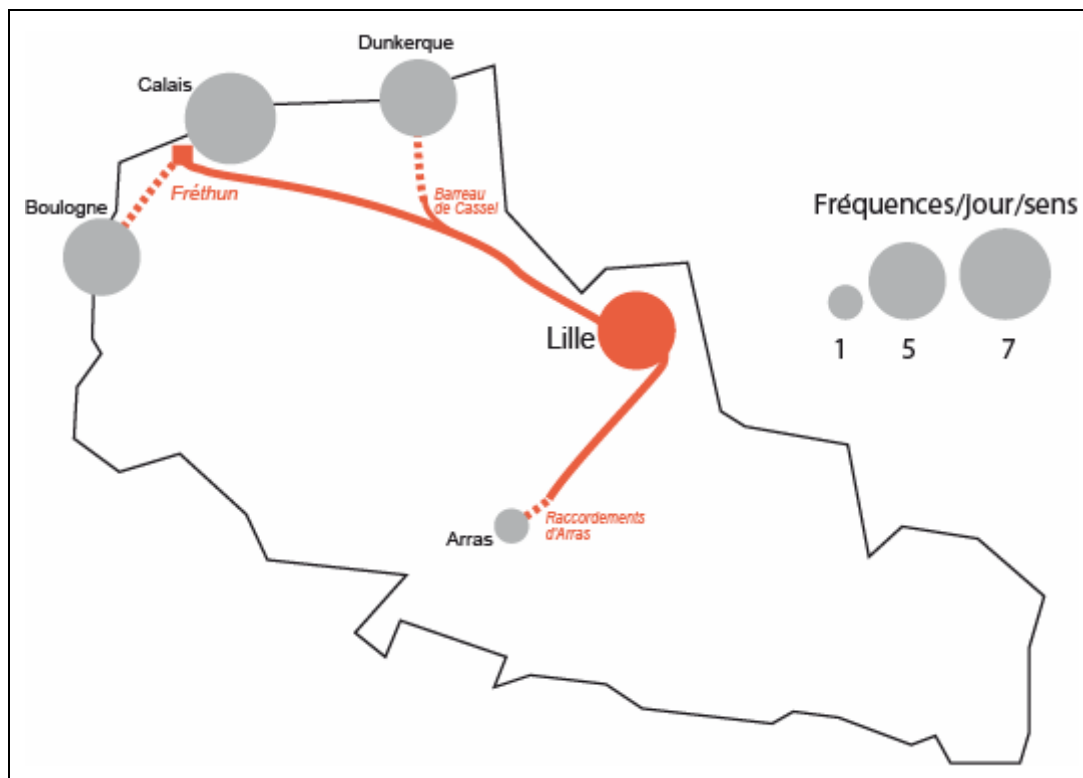 Dunkerque
Calais
Fréthun
Barreau
de Cassel
Boulogne
Fréquences/Jour/sens
Lille
1 5 7
Raccordements
d'Arras
Arras